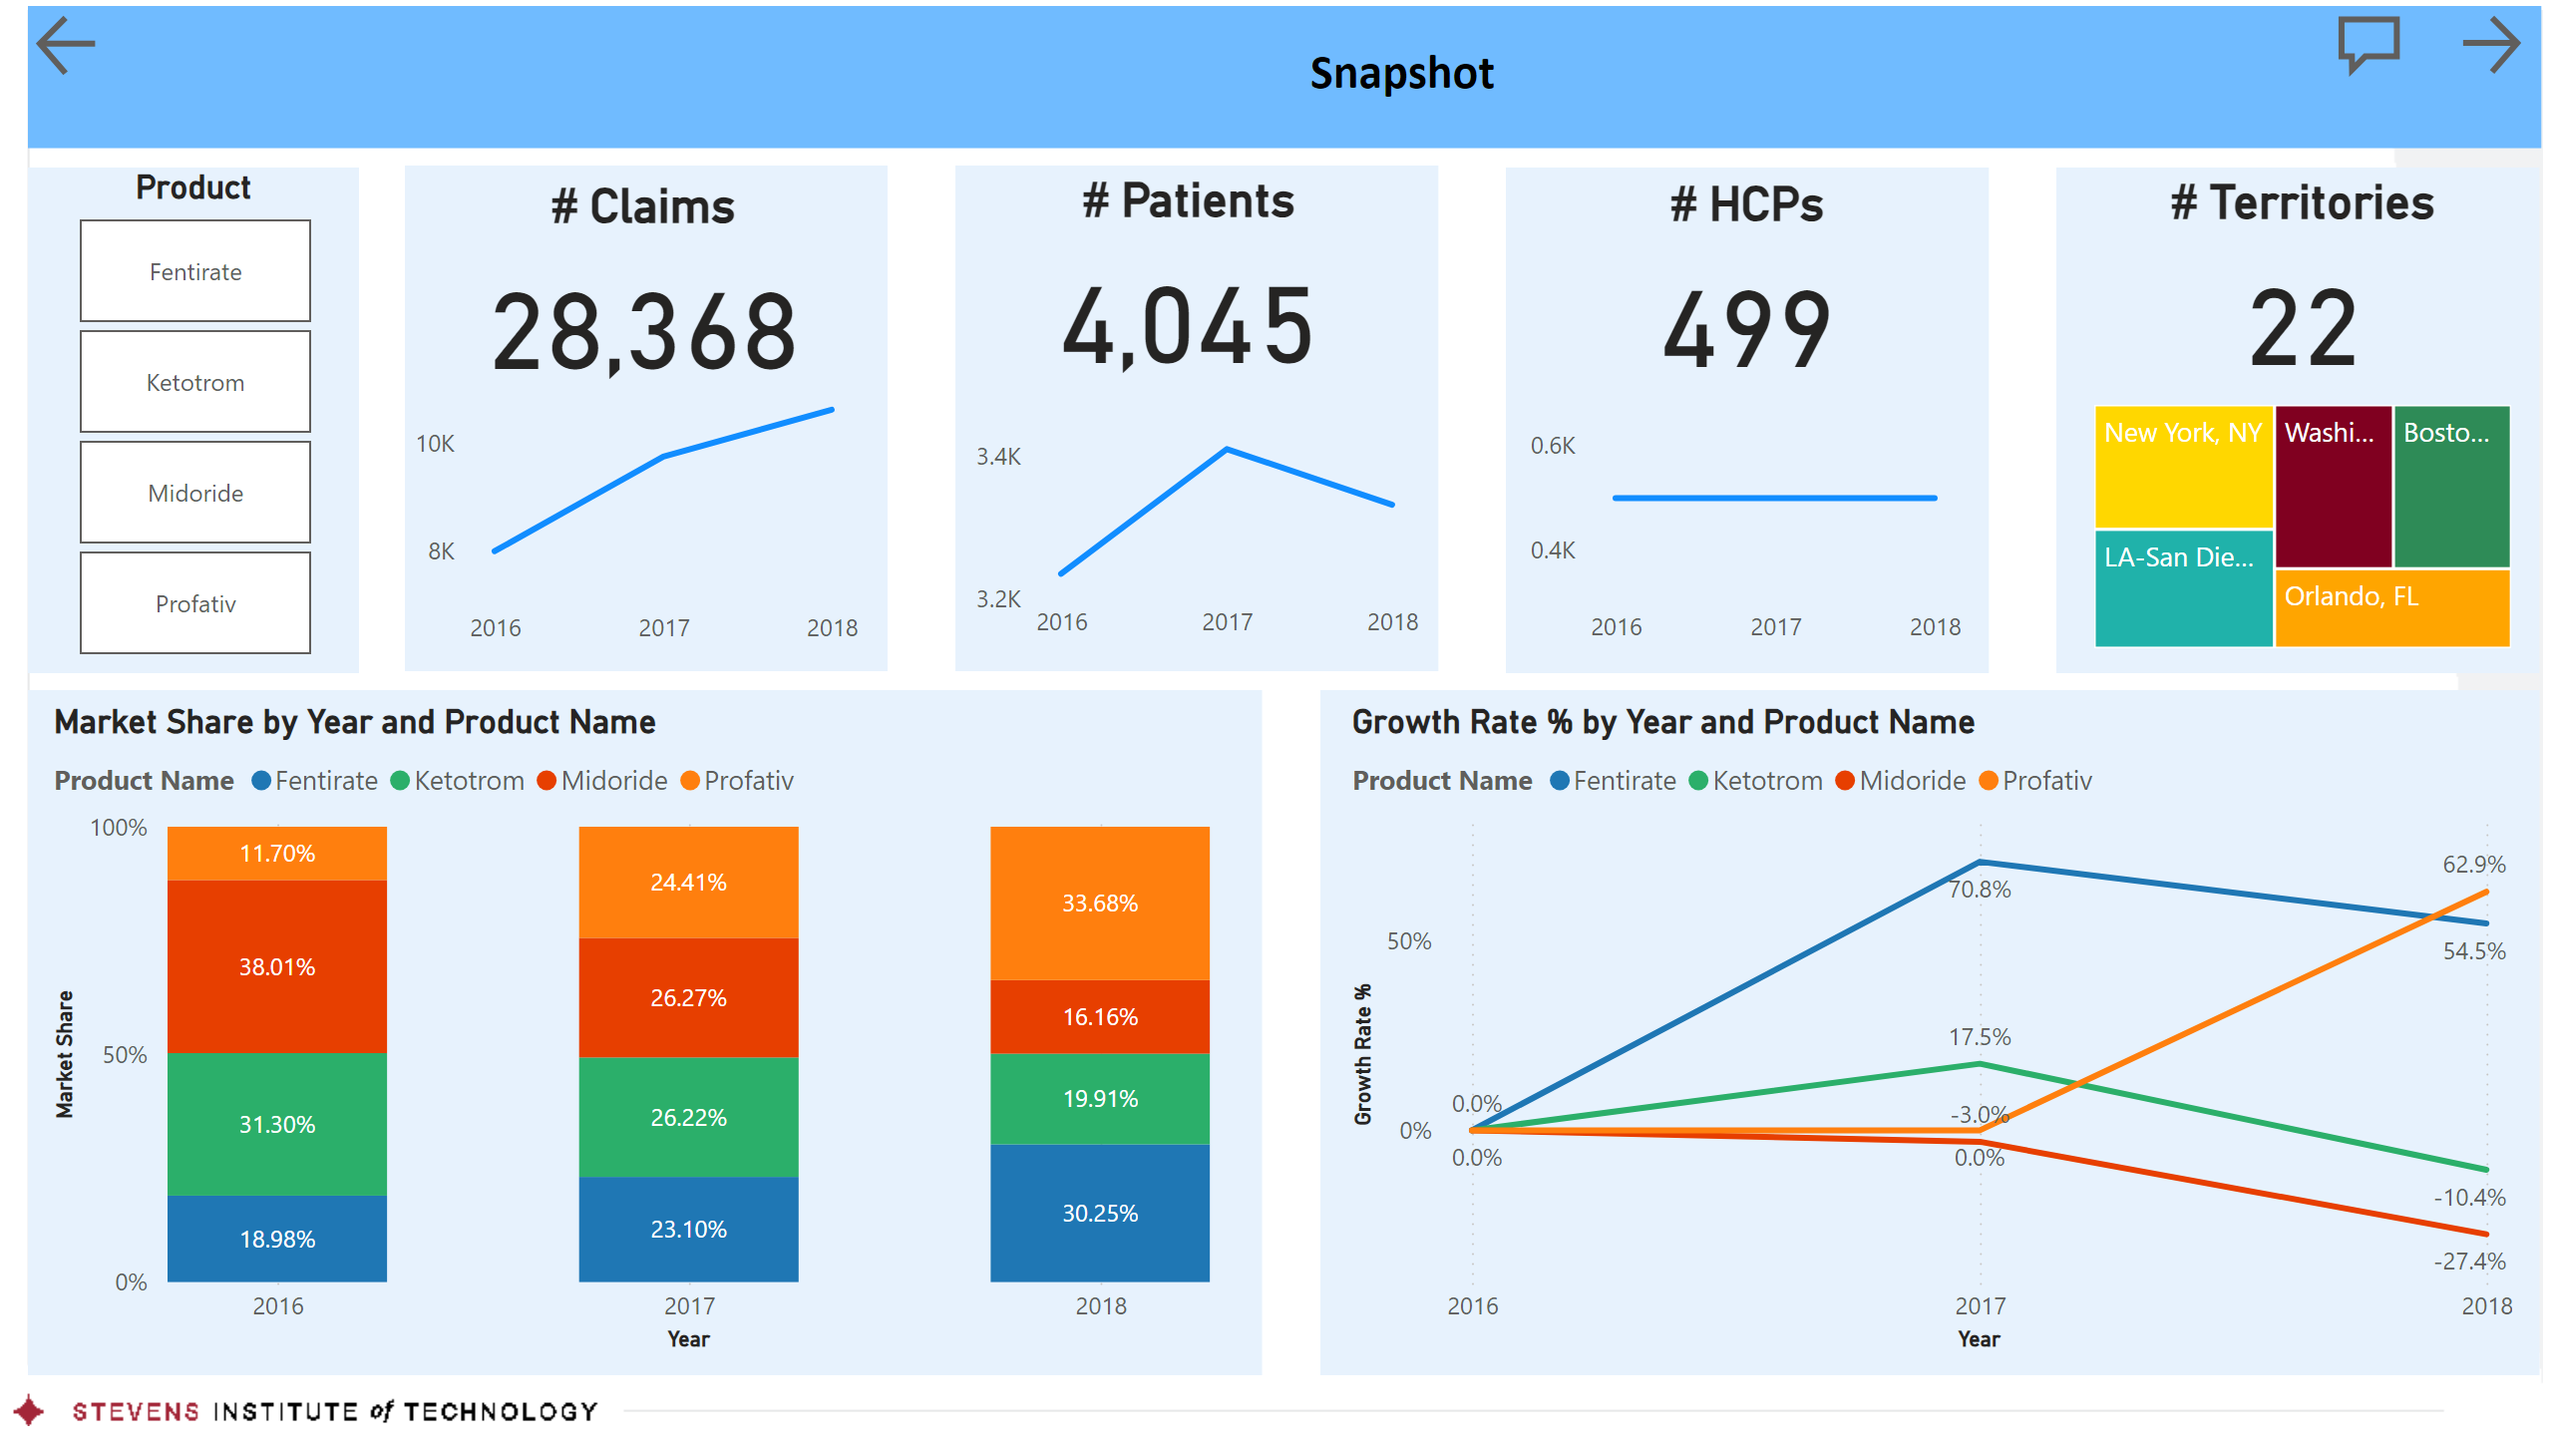 Snapshot
Product
Fentirate
Ketotrom
Midoride
Profativ
# Claims
28,368
10K
8K
2016 2017 2018
# Patients
4,045
3.4K
3.2K
2016 2017 2018
# HCPs
499
0.6K
0.4K
2016 2017 2018
# Territories
22
New York, NY
Washi...
Bosto...
LA-San Die...
Orlando, FL
Market Share by Year and Product Name
Product Name Fentirate Ketotrom Midoride Profativ
Market Share
100%
50%
0%
11.70%
38.01%
31.30%
18.98%
24.41%
26.27%
26.22%
23.10%
33.68%
16.16%
19.91%
30.25%
2016 2017 2018
Year
Growth Rate % by Year and Product Name
Product Name Fentirate Ketotrom Midoride Profativ
Growth Rate %
50%
0%
0.0%
0.0%
70.8%
17.5%
-3.0%
0.0%
62.9%
54.5%
-10.4%
-27.4%
2016 2017 2018
Year
STEVENS INSTITUTE of TECHNOLOGY